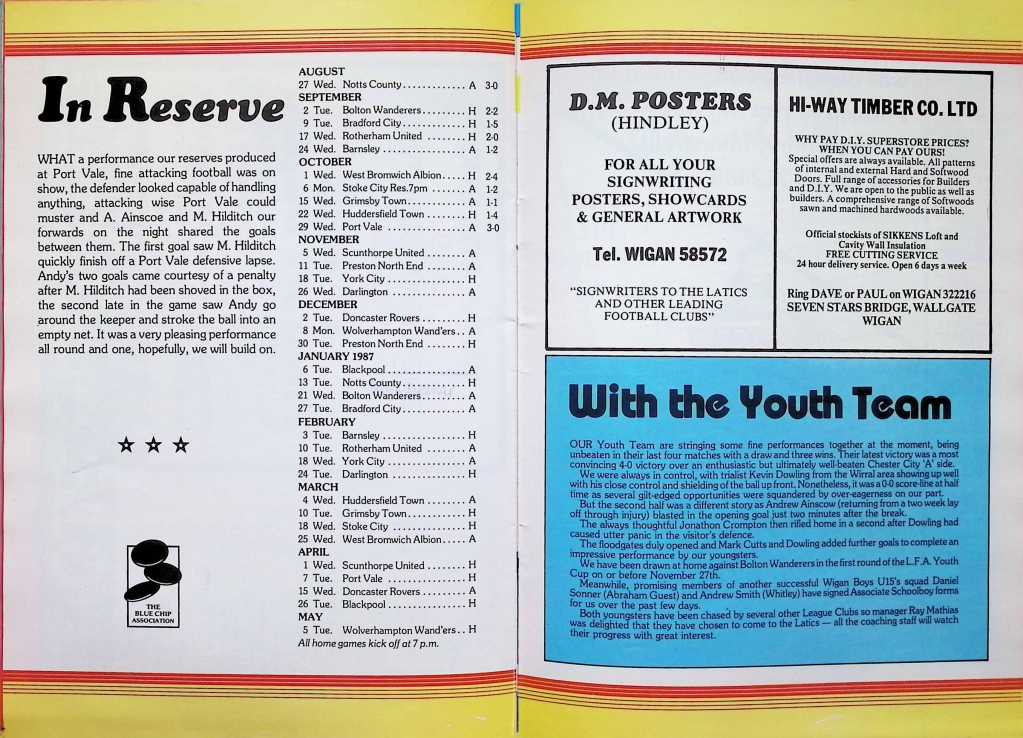 In Reserve
WHAT a performance our reserves produced
at Port Vale, fine attacking football was on
show, the defender looked capable of handling
anything, attacking wise Port Vale could
muster and A. Ainscoe and M. Hilditch our
forwards on the night shared the goals
between them. The first goal saw M. Hilditch
quickly finish off a Port Vale defensive lapse.
Andy's two goals came courtesy of a penalty
after M. Hilditch had been shoved in the box,
the second late in the game saw Andy go
around the keeper and stroke the ball into an
empty net. It was a very pleasing performance
all round and one, hopefully, we will build on.
THE
BLUE CHIP
ASSOCIATION
AUGUST
27 Wed. Notts County............ A 3-0
SEPTEMBER
2 Tue. Bolton Wanderers........ H 2-2
9 Tue. Bradford City............ H 1-5
17 Wed. Rotherham United ....... H 2-0
24 Wed. Barnsley ................ A 1-2
OCTOBER
1 Wed. West Bromwich Albion..... H 2-4
6 Mon. Stoke City Res.7pm ...... A 1-2
15 Wed. Grimsby Town........... A 1-1
22 Wed. Huddersfield Town ...... H 1-4
29 Wed. Port Vale ............... A 3-0
NOVEMBER
5 Wed. Scunthorpe United ....... A
11 Tue. Preston North End ....... A
18 Tue. York City ............... H
26 Wed. Darlington .............. A
DECEMBER
2 Tue. Doncaster Rovers......... H
8 Mon. Wolverhampton Wand'ers.. A
30 Tue. Preston North End ....... H
JANUARY 1987
6 Tue. Blackpool ............... A
13 Tue. Notts County............ H
21 Wed. Bolton Wanderers........ A
27 Tue. Bradford City............ A
FEBRUARY
3 Tue. Barnsley ................ H
10 Tue. Rotherham United ....... A
18 Wed. York City ............... A
24 Tue. Darlington .............. H
MARCH
4 Wed. Huddersfield Town ...... A
10 Tue. Grimsby Town........... H
18 Wed. Stoke City .............. H
25 Wed. West Bromwich Albion..... A
APRIL
1 Wed. Scunthorpe United ....... H
7 Tue. Port Vale ............... H
15 Wed. Doncaster Rovers......... A
26 Tue. Blackpool ............... H
MAY
5 Tue. Wolverhampton Wand'ers.. H
All home games kick off at 7 p.m.
D.M. POSTERS
(HINDLEY)
FOR ALL YOUR
SIGNWRITING
POSTERS, SHOWCARDS
& GENERAL ARTWORK
Tel. WIGAN 58572
"SIGNWRITERS TO THE LATICS
AND OTHER LEADING
FOOTBALL CLUBS"
HI-WAY TIMBER CO. LTD
WHY PAY D.I.Y. SUPERSTORE PRICES?
WHEN YOU CAN PAY OURS!
Special offers are always available. All patterns
of internal and external Hard and Softwood
Doors. Full range of accessories for Builders
and D.I.Y. We are open to the public as well as
builders. A comprehensive range of Softwoods
sawn and machined hardwoods available.
Official stockists of SIKKENS Loft and
Cavity Wall Insulation
FREE CUTTING SERVICE
24 hour delivery service. Open 6 days a week
Ring DAVE or PAUL on WIGAN 322216
SEVEN STARS BRIDGE, WALLGATE
WIGAN
With the Youth Team
OUR Youth Team are stringing some fine performances together at the moment, being
unbeaten in their last four matches with a draw and three wins. Their latest victory was a most
convincing 4-0 victory over an enthusiastic but ultimately well-beaten Chester City 'A' side.
We were always in control, with trialist Kevin Dowling from the Wirral area showing up well
with his close control and shielding of the ball up front. Nonetheless, it was a 0-0 score-line at half
time as several gilt-edged opportunities were squandered by over-eagerness on our part.
But the second half was a different story as Andrew Ainscow (returning from a two week lay
off through injury) blasted in the opening goal just two minutes after the break.
The always thoughtful Jonathon Crompton then rifled home in a second after Dowling had
caused utter panic in the visitor's defence.
The floodgates duly opened and Mark Cutts and Dowling added further goals to complete an
impressive performance by our youngsters.
We have been drawn at home against Bolton Wanderers in the first round of the L.F.A. Youth
Cup on or before November 27th.
Meanwhile, promising members of another successful Wigan Boys U15's squad Daniel
Sonner (Abraham Guest) and Andrew Smith (Whitley) have signed Associate Schoolboy forms
for us over the past few days.
Both youngsters have been chased by several other League Clubs so manager Ray Mathias
was delighted that they have chosen to come to the Latics — all the coaching staff will watch
their progress with great interest.